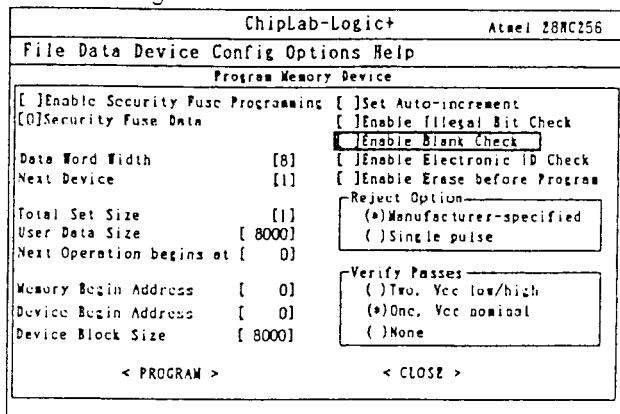 ChipLab-Logic+ Atmel 28HC256
File Data Device Config Options Help
Program Memory Device
[ ]Enable Security Fuse Programming
[0]Security Fuse Data
Data Word Width [8]
Next Device [1]
Total Set Size [1]
User Data Size [ 8000]
Next Operation begins at [ 0]
Memory Begin Address [ 0]
Device Begin Address [ 0]
Device Block Size [ 8000]
[ ]Set Auto-increment
[ ]Enable Illegal Bit Check
[ ]Enable Blank Check
[ ]Enable Electronic ID Check
[ ]Enable Erase before Program
Reject Option
(•)Manufacturer-specified
( )Single pulse
Verify Passes
( )Two, Vcc low/high
(•)One, Vcc nominal
( )None
< PROGRAM > < CLOSE >